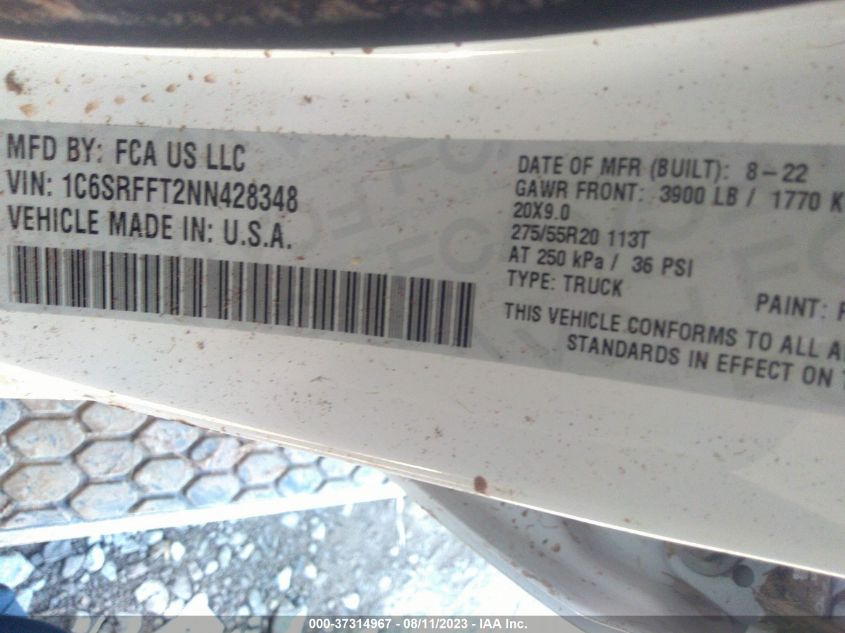 MFD BY: FCA US LLC
VIN: 1C6SRFFT2NN428348
VEHICLE MADE IN: U.S.A.
DATE OF MFR (BUILT): 8-22
GAWR FRONT: 3900 LB / 1770 K
20X9.0
275/55R20 113T
AT 250 kPa / 36 PSI
TYPE: TRUCK
PAINT: P
THIS VEHICLE CONFORMS TO ALL A
STANDARDS IN EFFECT ON
000-37314967 - 08/11/2023 - IAA Inc.